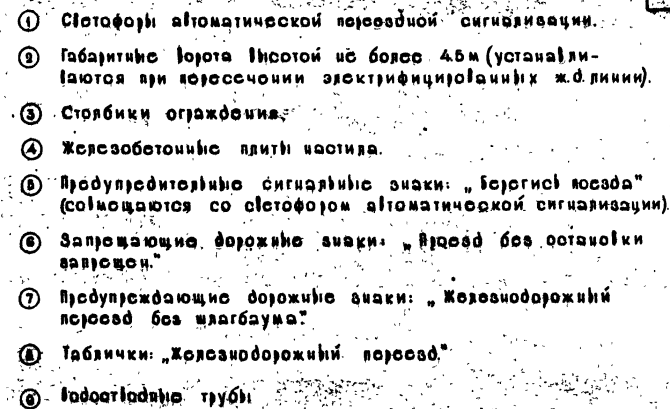 ① Светофоры автоматической переездной сигнализации.
② Габаритные ворота высотой не более 4.5м (устанавли-
ваются при пересечении электрифицированных ж.д. линии).
③ Столбики ограждения.
④ Железобетонные плиты настила.
⑤ Предупредительные сигнальные знаки: „Берегись поезда"
(совмещаются со светофором автоматической сигнализации).
⑥ Запрещающие дорожные знаки: „Проезд без остановки
запрещен."
⑦ Предупреждающие дорожные знаки: „Железнодорожный
переезд без шлагбаума."
⑧ Таблички: „Железнодорожный переезд."
⑨ Водоотводные трубы